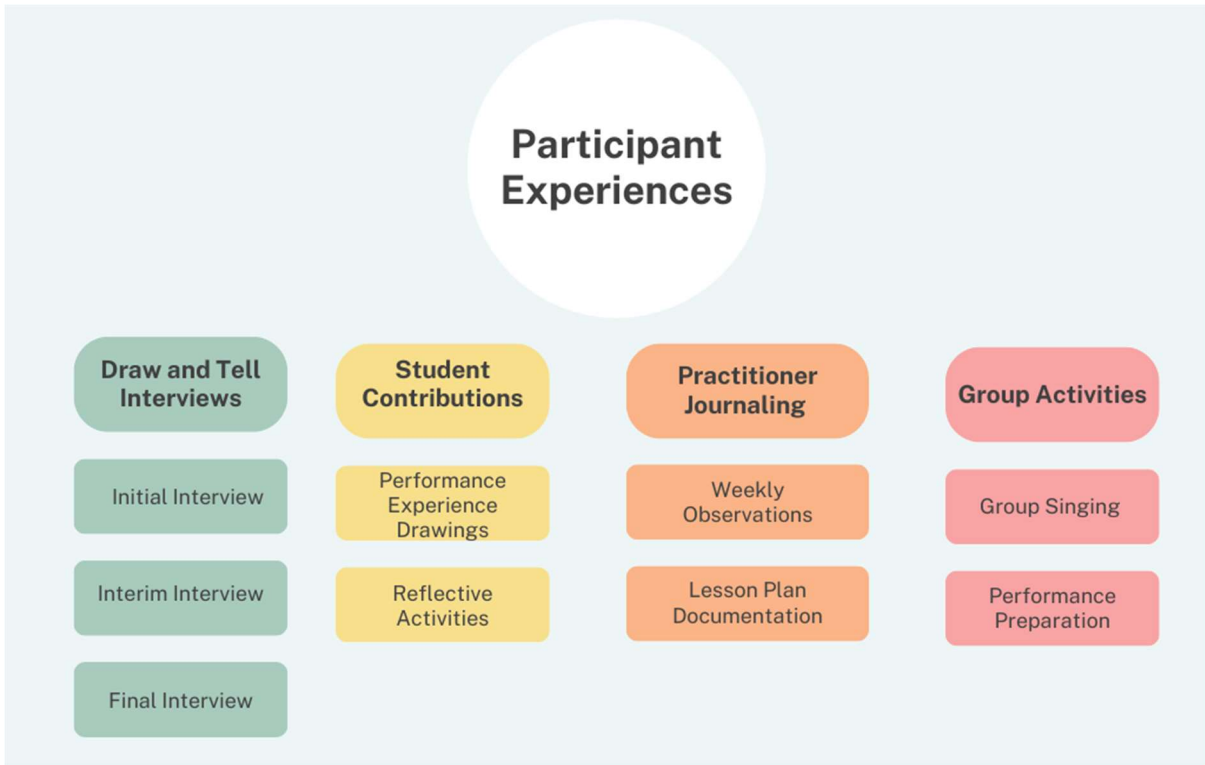 Participant
Experiences
Draw and Tell
Interviews
Initial Interview
Interim Interview
Final Interview
Student
Contributions
Performance
Experience
Drawings
Reflective
Activities
Practitioner
Journaling
Weekly
Observations
Lesson Plan
Documentation
Group Activities
Group Singing
Performance
Preparation